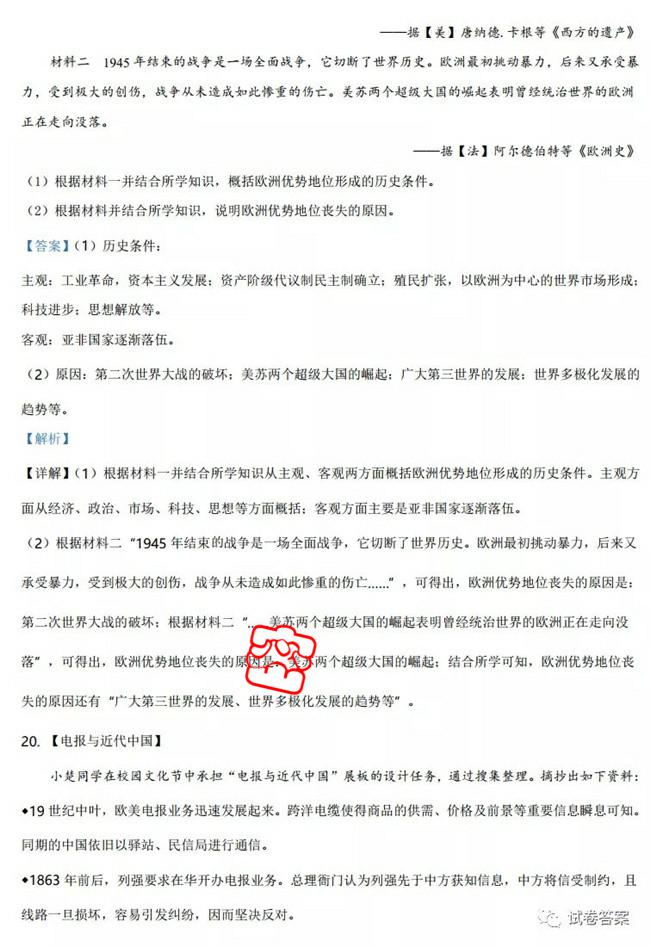 ——据【美】唐纳德.卡根等《西方的遗产》
材料二 1945年结束的战争是一场全面战争，它切断了世界历史。欧洲最初挑动暴力，后来又承受暴
力，受到极大的创伤，战争从未造成如此惨重的伤亡。美苏两个超级大国的崛起表明曾经统治世界的欧洲
正在走向没落。
——据【法】阿尔德伯特等《欧洲史》
（1）根据材料一并结合所学知识，概括欧洲优势地位形成的历史条件。
（2）根据材料并结合所学知识，说明欧洲优势地位丧失的原因。
【答案】（1）历史条件：
主观：工业革命，资本主义发展；资产阶级代议制民主制确立；殖民扩张，以欧洲为中心的世界市场形成；
科技进步；思想解放等。
客观：亚非国家逐渐落伍。
（2）原因：第二次世界大战的破坏；美苏两个超级大国的崛起；广大第三世界的发展；世界多极化发展的
趋势等。
【解析】
【详解】（1）根据材料一并结合所学知识从主观、客观两方面概括欧洲优势地位形成的历史条件。主观方
面从经济、政治、市场、科技、思想等方面概括；客观方面主要是亚非国家逐渐落伍。
（2）根据材料二“1945年结束的战争是一场全面战争，它切断了世界历史。欧洲最初挑动暴力，后来又
承受暴力，受到极大的创伤，战争从未造成如此惨重的伤亡......”，可得出，欧洲优势地位丧失的原因是：
第二次世界大战的破坏；根据材料二“... 美苏两个超级大国的崛起表明曾经统治世界的欧洲正在走向没
落”，可得出，欧洲优势地位丧失的原因是：美苏两个超级大国的崛起；结合所学可知，欧洲优势地位丧
失的原因还有“广大第三世界的发展、世界多极化发展的趋势等”。
20. 【电报与近代中国】
小楚同学在校园文化节中承担“电报与近代中国”展板的设计任务，通过搜集整理。摘抄出如下资料：
◆19世纪中叶，欧美电报业务迅速发展起来。跨洋电缆使得商品的供需、价格及前景等重要信息瞬息可知。
同期的中国依旧以驿站、民信局进行通信。
◆1863年前后，列强要求在华开办电报业务。总理衙门认为列强先于中方获知信息，中方将信受制约，且
线路一旦损坏，容易引发纠纷，因而坚决反对。
试卷答案